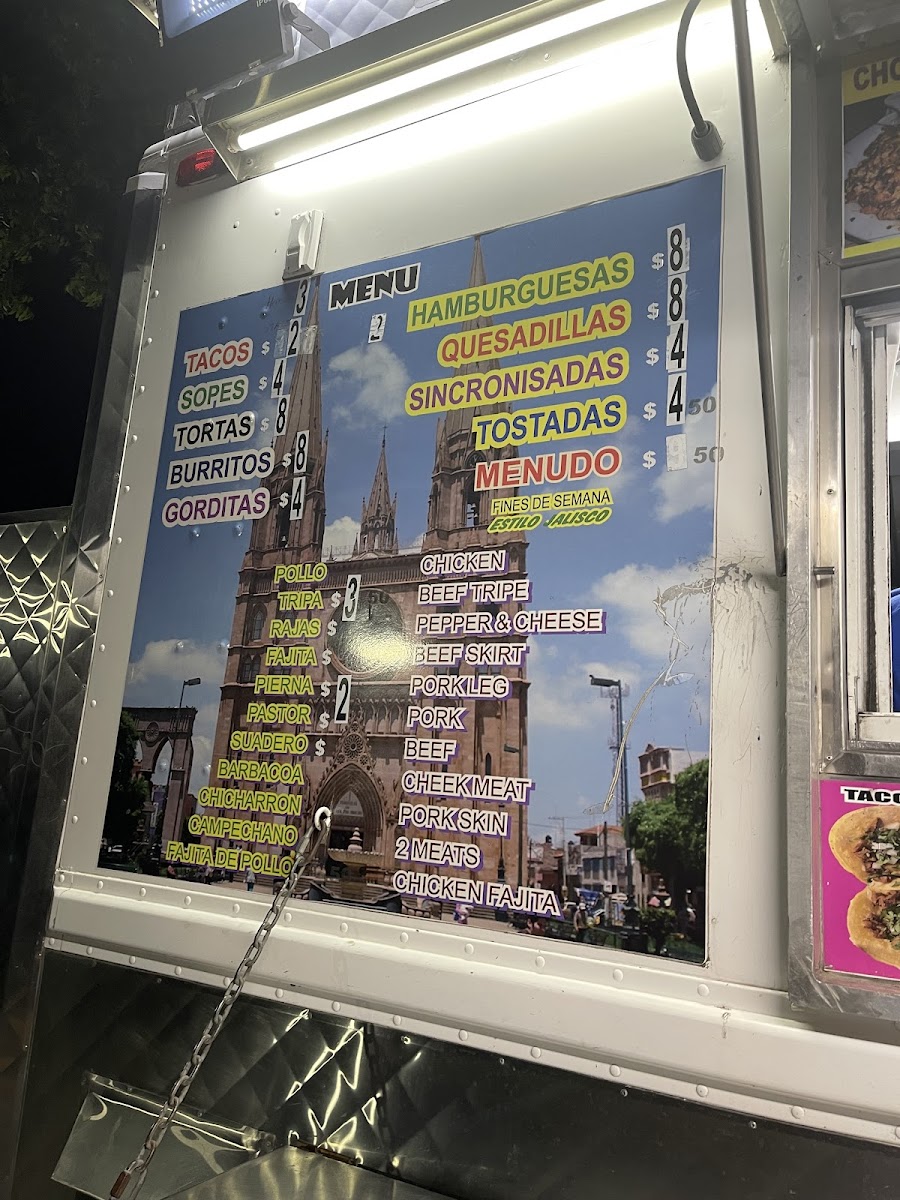 MENU
2
3
TACOS $ 2
SOPES $ 4
TORTAS $ 8
BURRITOS $ 8
GORDITAS $ 4
HAMBURGUESAS $ 8
QUESADILLAS $ 8
SINCRONISADAS $ 4
TOSTADAS $ 4 50
MENUDO $ 9 50
FINES DE SEMANA
ESTILO JALISCO
POLLO CHICKEN
TRIPA $ 3 50 BEEF TRIPE
RAJAS $ PEPPER & CHEESE
FAJITA $ BEEF SKIRT
PIERNA $ 2 PORK LEG
PASTOR $ PORK
SUADERO $ BEEF
BARBACOA CHEEK MEAT
CHICHARRON PORK SKIN
CAMPECHANO 2 MEATS
FAJITA DE POLLO CHICKEN FAJITA
CHO
TACO